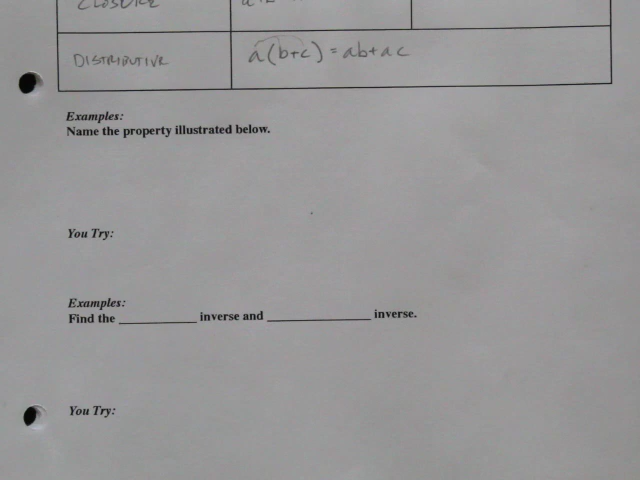 CLOSURE
DISTRIBUTIVE a(b+c) = ab+ac
Examples:
Name the property illustrated below.
You Try:
Examples:
Find the ____________ inverse and ________________ inverse.
You Try: